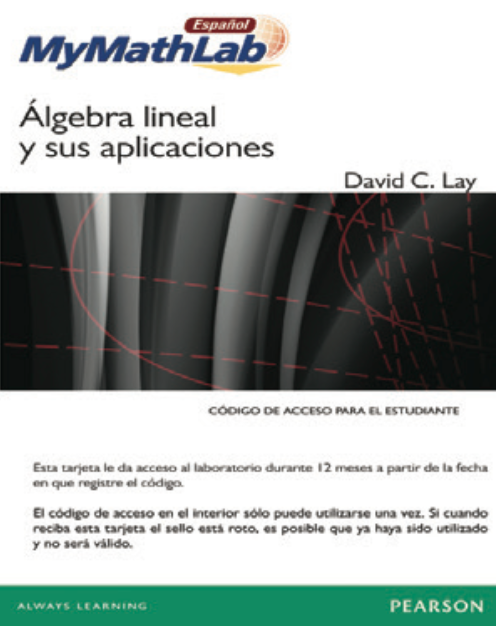 Español
MyMathLab
Álgebra lineal
y sus aplicaciones
David C. Lay
CÓDIGO DE ACCESO PARA EL ESTUDIANTE
Esta tarjeta le da acceso al laboratorio durante 12 meses a partir de la fecha
en que registre el código.
El código de acceso en el interior sólo puede utilizarse una vez. Si cuando
reciba esta tarjeta el sello está roto, es posible que ya haya sido utilizado
y no será válido.
ALWAYS LEARNING
PEARSON